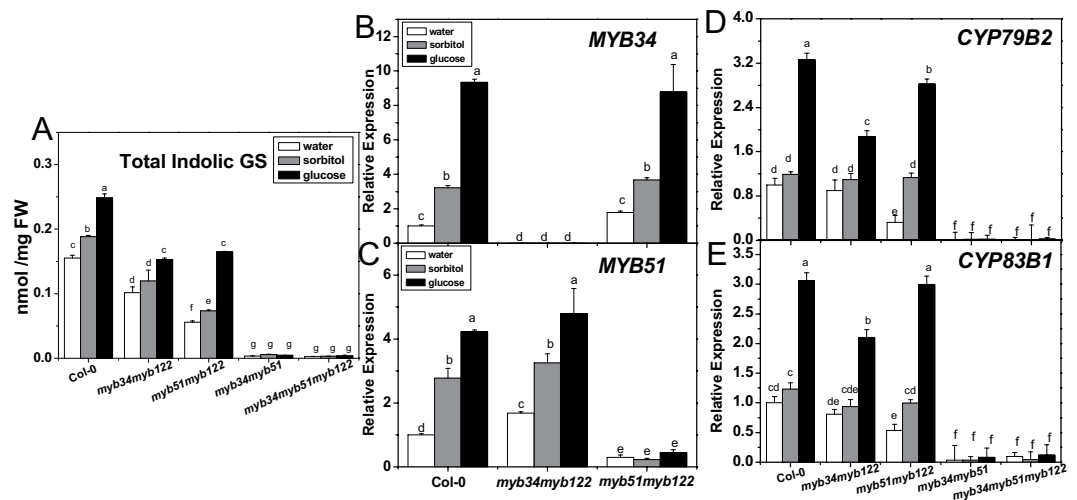 A
Total Indolic GS
water
sorbitol
glucose
nmol /mg FW
0.3
0.2
0.1
0.0
c
b
a
d
d
c
f
e
c
g
g
g
g
g
g
Col-0
myb34myb122
myb51myb122
myb34myb51
myb34myb51myb122
B
MYB34
water
sorbitol
glucose
Relative Expression
12
10
8
6
4
2
0
c
b
a
d
d
d
c
b
a
C
MYB51
water
sorbitol
glucose
Relative Expression
6
4
2
0
d
b
a
c
b
a
e
e
e
Col-0
myb34myb122
myb51myb122
D
CYP79B2
Relative Expression
4.0
3.2
2.4
1.6
0.8
0.0
d
d
a
d
d
c
e
d
b
f
f
f
f
f
f
E
CYP83B1
Relative Expression
3.5
3.0
2.5
2.0
1.5
1.0
0.5
0.0
cd
c
a
de
cde
b
e
cd
a
f
f
f
f
f
f
Col-0
myb34myb122
myb51myb122
myb34myb51
myb34myb51myb122